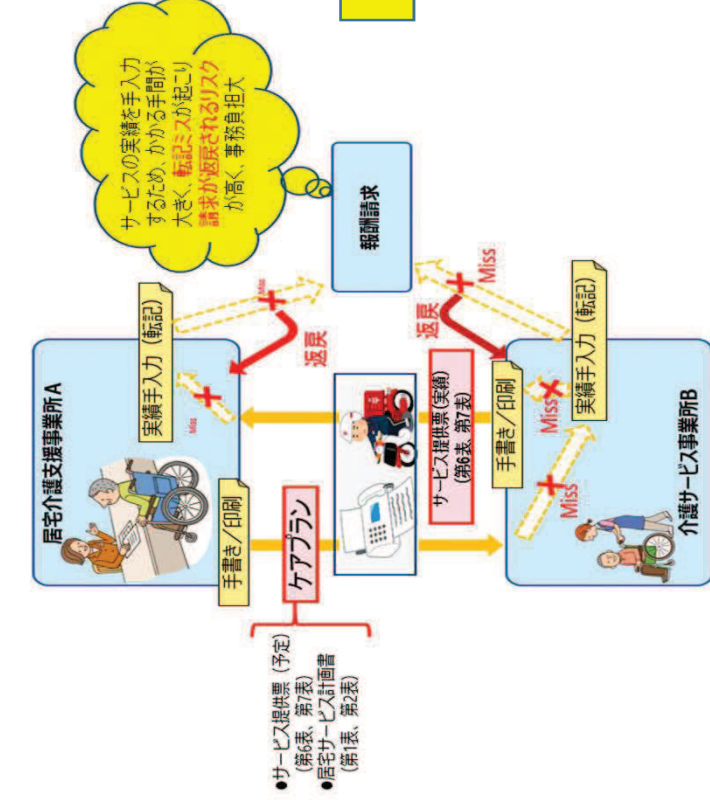 居宅介護支援事業所A
手書き／印刷
実績手入力（転記）
Miss
Miss
返戻
サービスの実績を手入力
するため、かかる手間が
大きく、転記ミスが起こり
請求が返戻されるリスク
が高く、事務負担大
●サービス提供票（予定）
（第6表、第7表）
●居宅サービス計画書
（第1表、第2表）
ケアプラン
報酬請求
サービス提供票（実績）
（第6表、第7表）
返戻
Miss
手書き／印刷
Miss
Miss
実績手入力（転記）
介護サービス事業所B